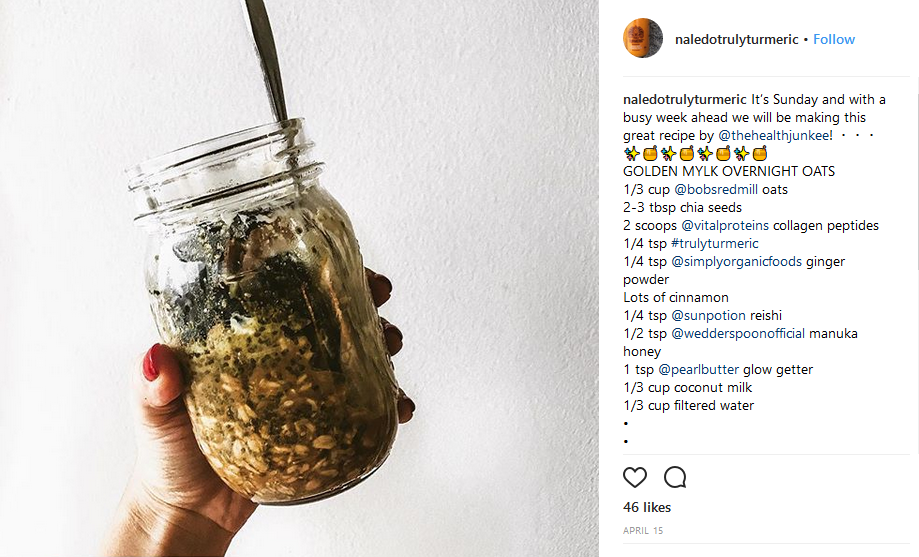 naledotrulyturmeric • Follow
naledotrulyturmeric It's Sunday and with a
busy week ahead we will be making this
great recipe by @thehealthjunkee! • • •
✨🍯✨🍯✨🍯✨🍯
GOLDEN MYLK OVERNIGHT OATS
1/3 cup @bobsredmill oats
2-3 tbsp chia seeds
2 scoops @vitalproteins collagen peptides
1/4 tsp #trulyturmeric
1/4 tsp @simplyorganicfoods ginger
powder
Lots of cinnamon
1/4 tsp @sunpotion reishi
1/2 tsp @wedderspoonofficial manuka
honey
1 tsp @pearlbutter glow getter
1/3 cup coconut milk
1/3 cup filtered water
•
•
46 likes
APRIL 15